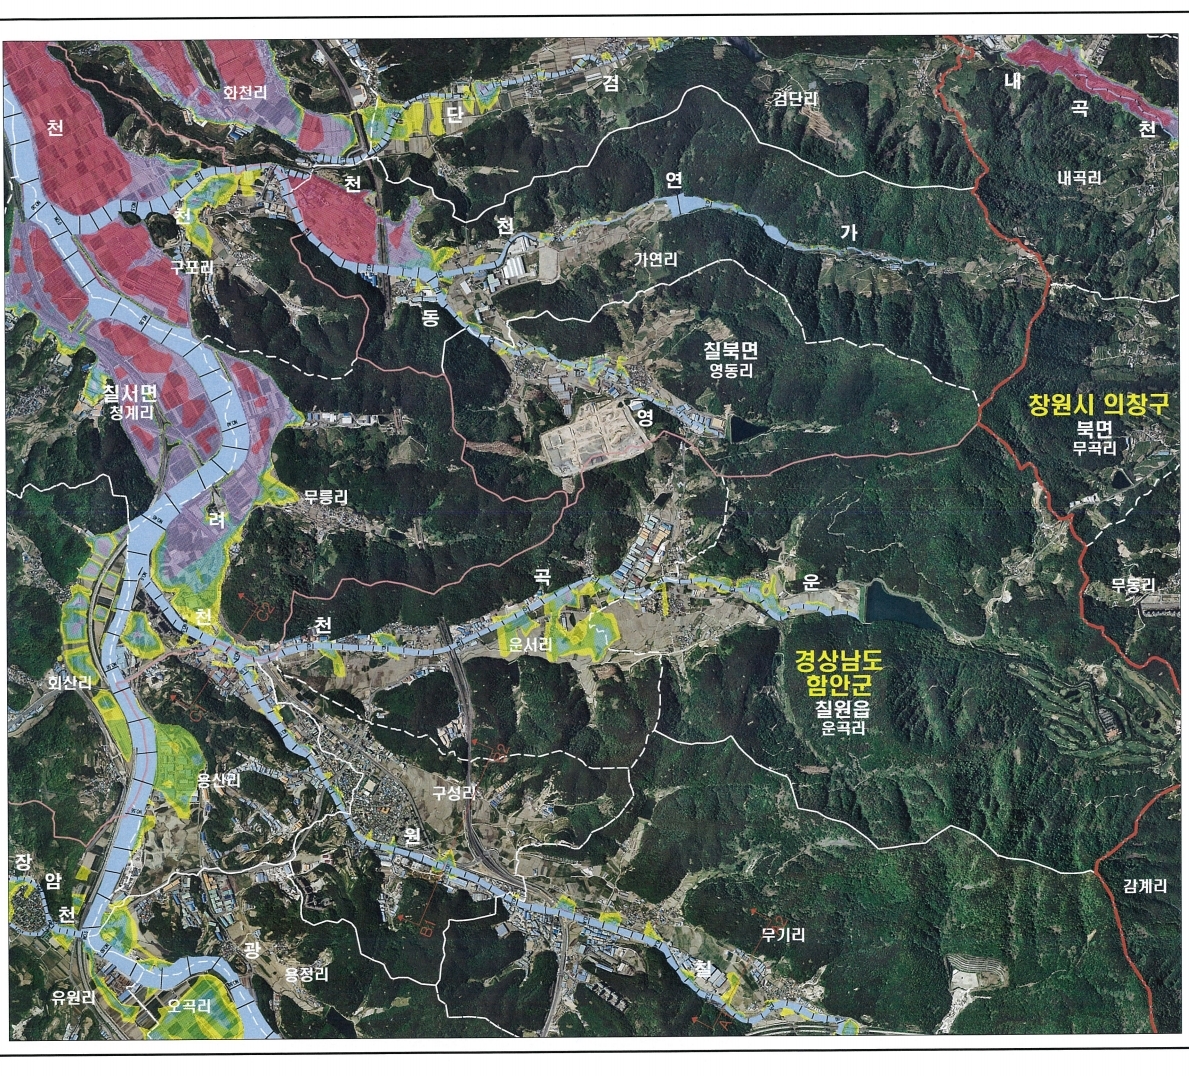 화천리
천
단
검
검단리
내
곡
천
내곡리
천
천
구포리
천
연
가
가연리
동
영
칠북면
영동리
칠서면
청계리
창원시 의창구
북면
무곡리
무릉리
려
천
천
곡
운
운서리
무동리
회산리
경상남도
함안군
칠원읍
운곡리
용산리
구성리
원
장
암
천
감계리
광
용정리
무기리
칠
유원리
오곡리